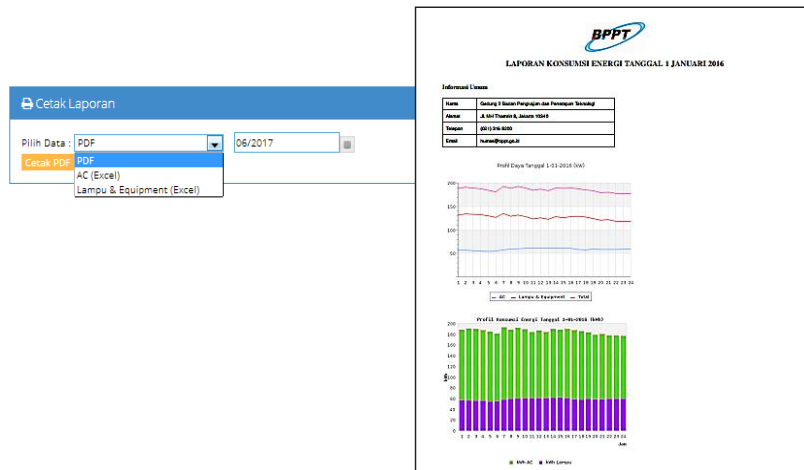 Cetak Laporan
Pilih Data : PDF 06/2017
Cetak PDF
PDF
AC (Excel)
Lampu & Equipment (Excel)
BPPT
LAPORAN KONSUMSI ENERGI TANGGAL 1 JANUARI 2016
Informasi Umum
Nama Gedung 2 Badan Pengkajian dan Penerapan Teknologi
Alamat Jl. MH Thamrin 8, Jakarta 10340
Telepon (021) 316 9200
Email humas@bppt.go.id
Profil Daya Tanggal 1-01-2016 (kW)
200
150
100
50
1 2 3 4 5 6 7 8 9 10 11 12 13 14 15 16 17 18 19 20 21 22 23 24
AC Lampu & Equipment Total
Profil Konsumsi Energi Tanggal 1-01-2016 (kWh)
200
180
160
140
120
100
80
60
40
20
0
kWh
1 2 3 4 5 6 7 8 9 10 11 12 13 14 15 16 17 18 19 20 21 22 23 24
Jam
kWh AC kWh Lampu